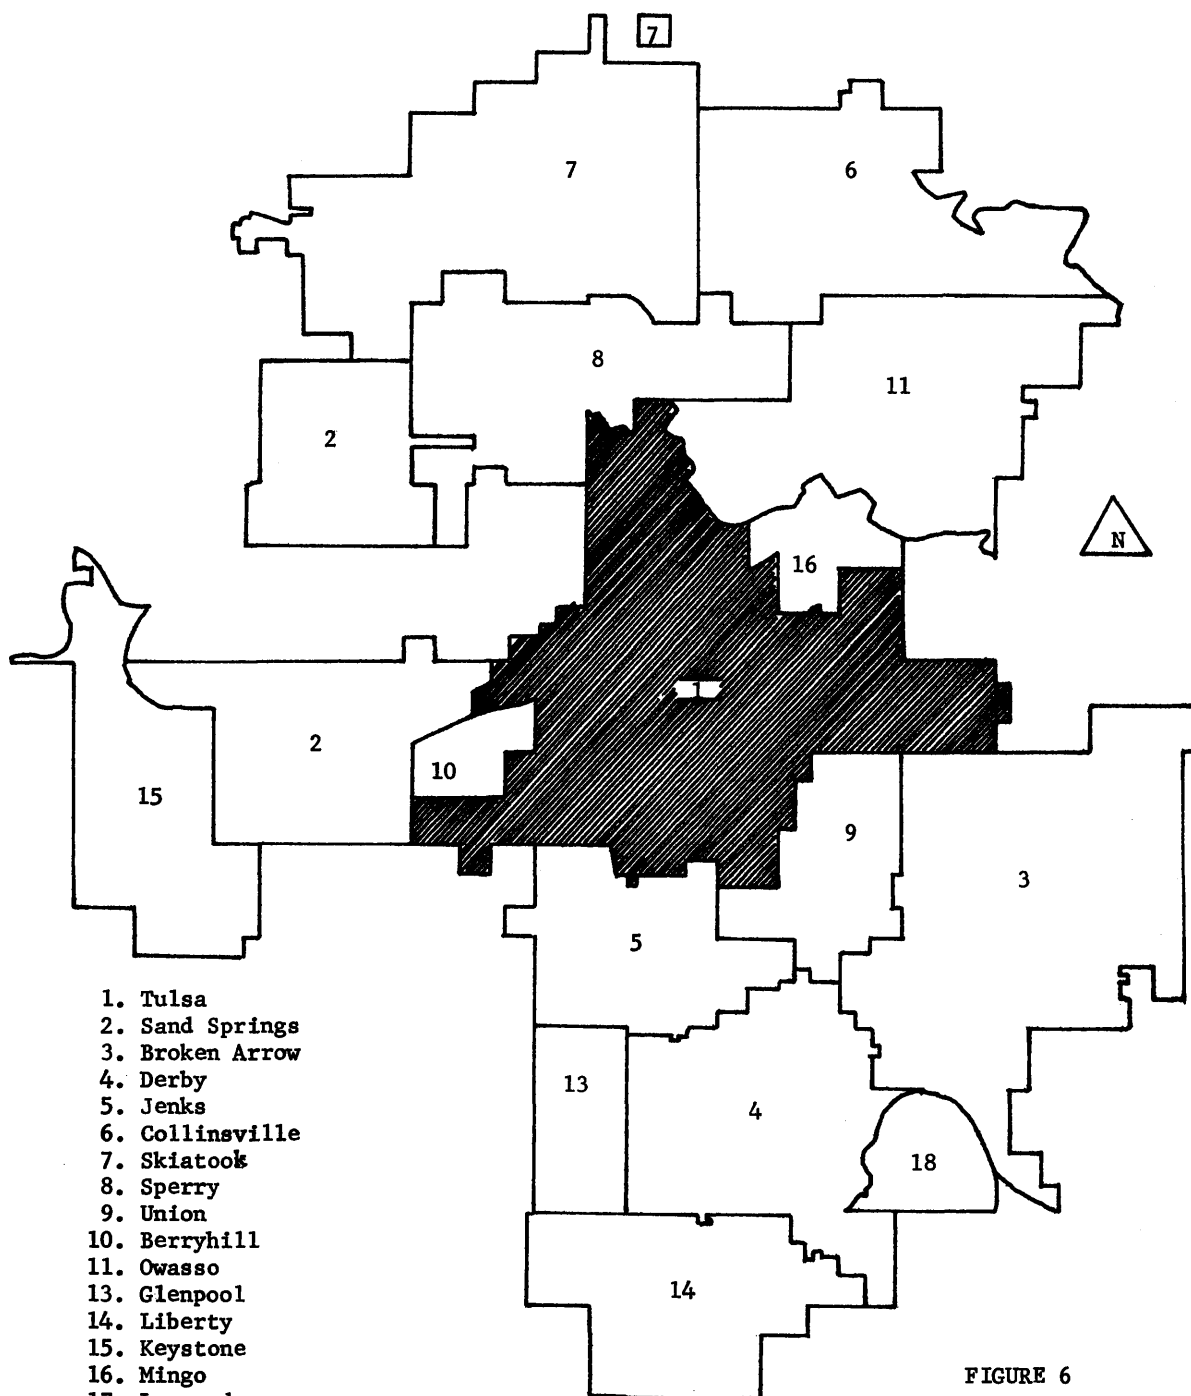 7
7
6
8
11
2
16
N
1
2
10
15
9
3
5
13
4
18
14
1. Tulsa
2. Sand Springs
3. Broken Arrow
4. Derby
5. Jenks
6. Collinsville
7. Skiatook
8. Sperry
9. Union
10. Berryhill
11. Owasso
13. Glenpool
14. Liberty
15. Keystone
16. Mingo
FIGURE 6